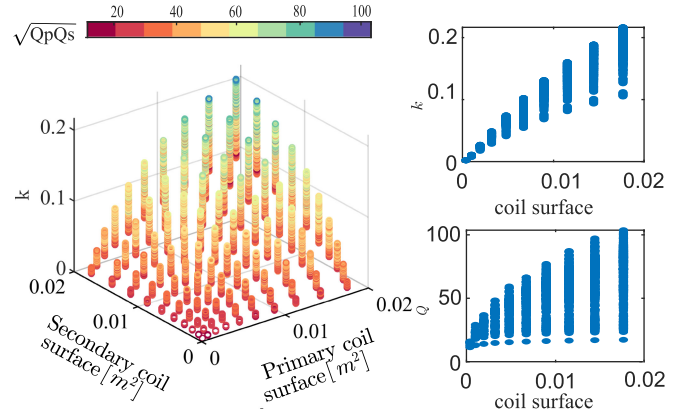 20 40 60 80 100
√QpQs
k
0.2
0.1
0
0.02
0.01
0
Secondary coil
surface[m²]
0
0.01
0.02
Primary coil
surface[m²]
k
0.2
0.1
0
0 0.01 0.02
coil surface
Q
100
50
0
0 0.01 0.02
coil surface